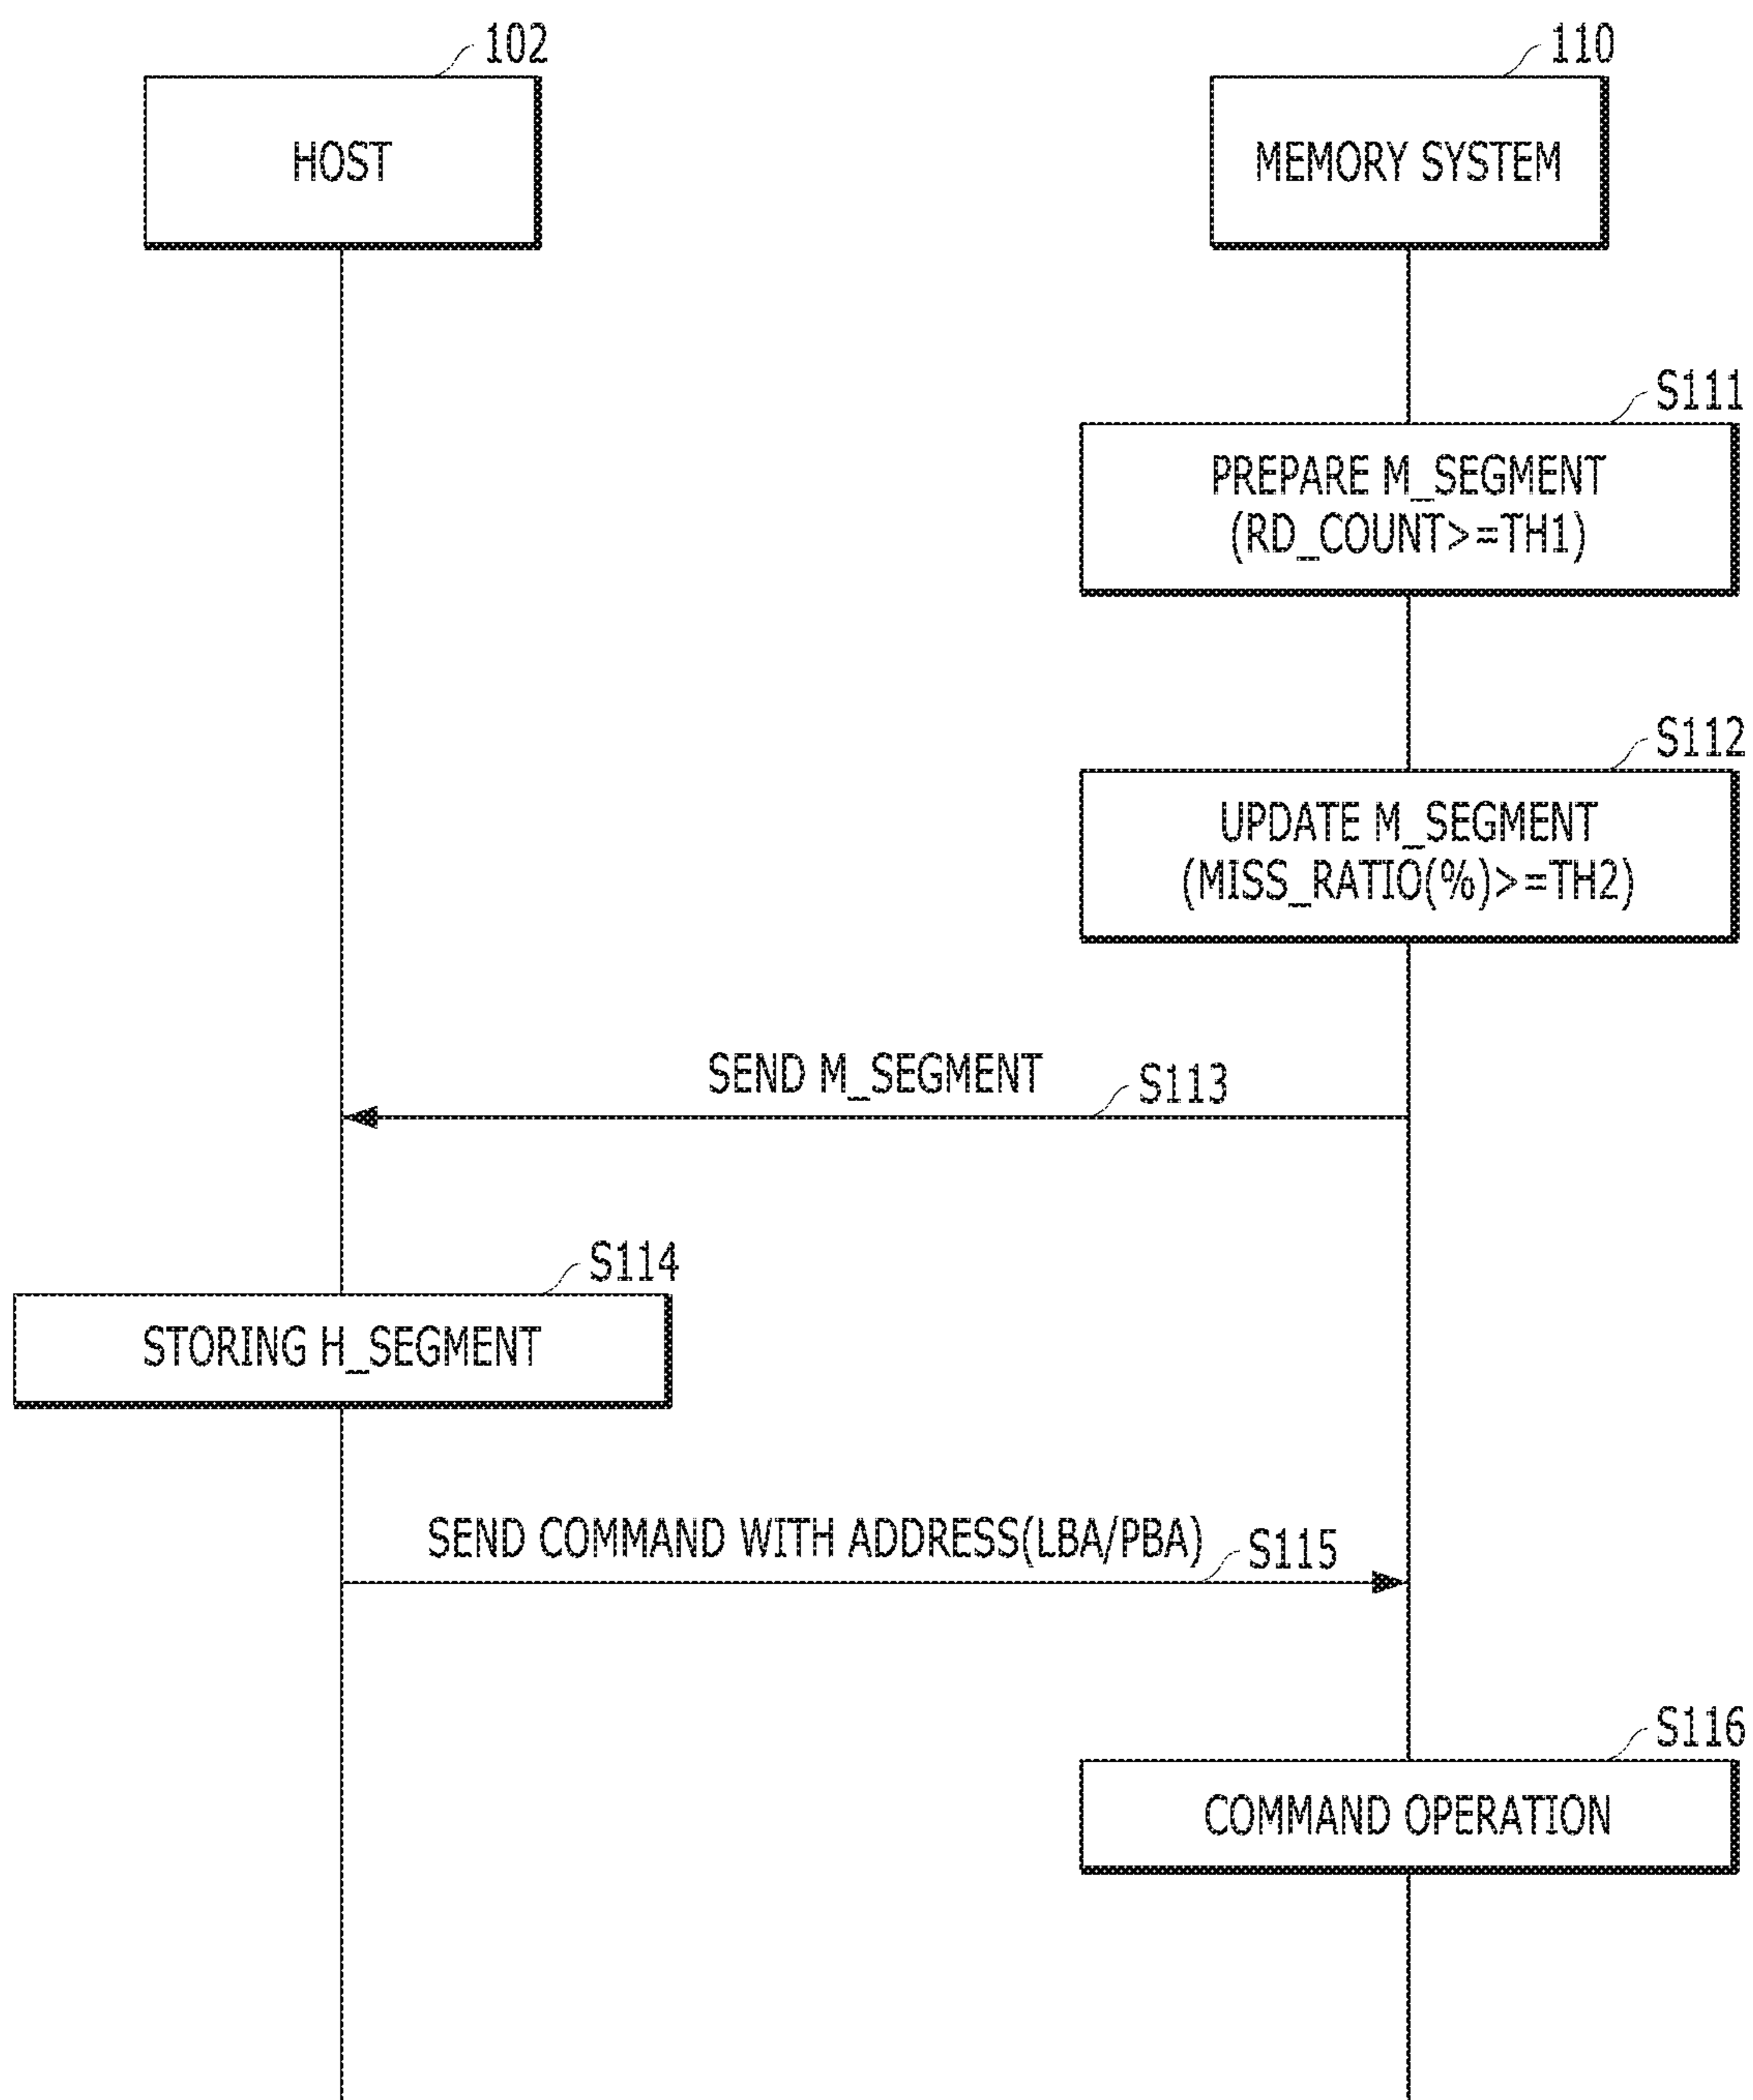 102
110
HOST
MEMORY SYSTEM
S111
PREPARE M_SEGMENT
(RD_COUNT>=TH1)
S112
UPDATE M_SEGMENT
(MISS_RATIO(%)>=TH2)
SEND M_SEGMENT
S113
S114
STORING H_SEGMENT
SEND COMMAND WITH ADDRESS(LBA/PBA)
S115
S116
COMMAND OPERATION